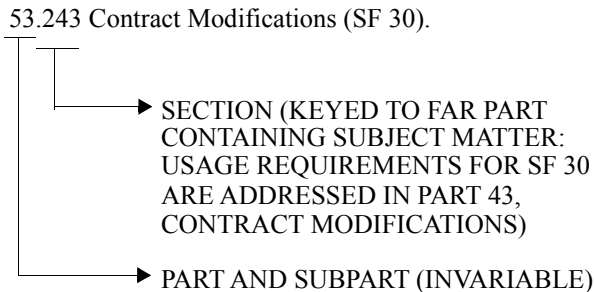 53.243 Contract Modifications (SF 30).
SECTION (KEYED TO FAR PART
CONTAINING SUBJECT MATTER:
USAGE REQUIREMENTS FOR SF 30
ARE ADDRESSED IN PART 43,
CONTRACT MODIFICATIONS)
PART AND SUBPART (INVARIABLE)